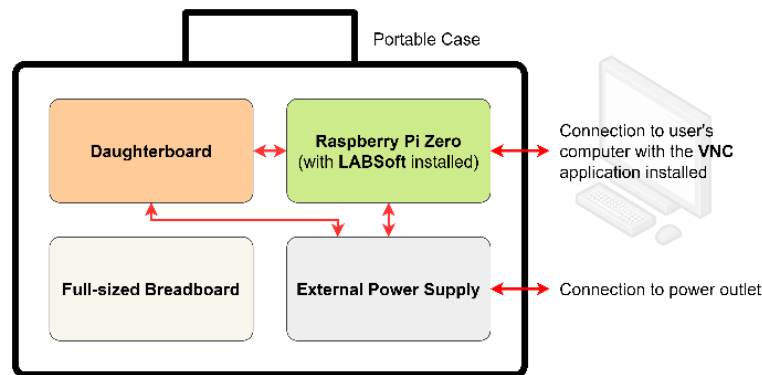 Portable Case
Daughterboard
Raspberry Pi Zero
(with LABSoft installed)
Connection to user's
computer with the VNC
application installed
Full-sized Breadboard
External Power Supply
Connection to power outlet